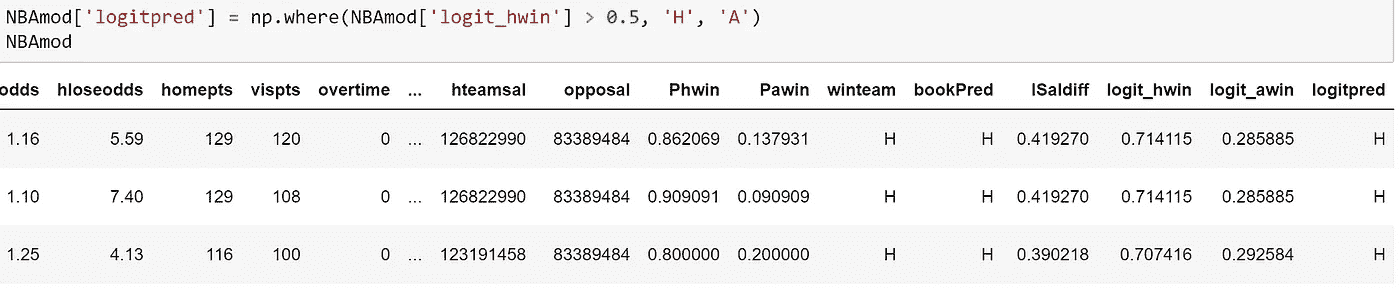 NBAmod['logitpred'] = np.where(NBAmod['logit_hwin'] > 0.5, 'H', 'A')
NBAmod
odds hloseodds homepts vispts overtime ... hteamsal opposal Phwin Pawin winteam bookPred lSaldiff logit_hwin logit_awin logitpred
1.16 5.59 129 120 0 ... 126822990 83389484 0.862069 0.137931 H H 0.419270 0.714115 0.285885 H
1.10 7.40 129 108 0 ... 126822990 83389484 0.909091 0.090909 H H 0.419270 0.714115 0.285885 H
1.25 4.13 116 100 0 ... 123191458 83389484 0.800000 0.200000 H H 0.390218 0.707416 0.292584 H